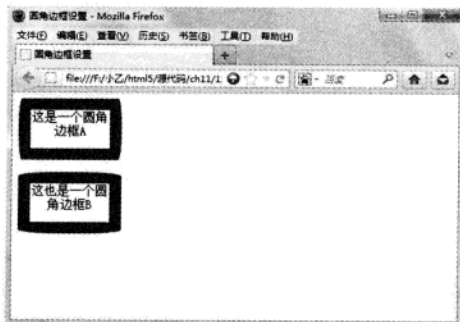 圆角边框设置 - Mozilla Firefox
文件(F) 编辑(E) 查看(V) 历史(S) 书签(B) 工具(T) 帮助(H)
圆角边框设置
file:///F:/小乙/html5/源代码/ch11/1
百度
这是一个圆角
边框A
这也是一个圆
角边框B